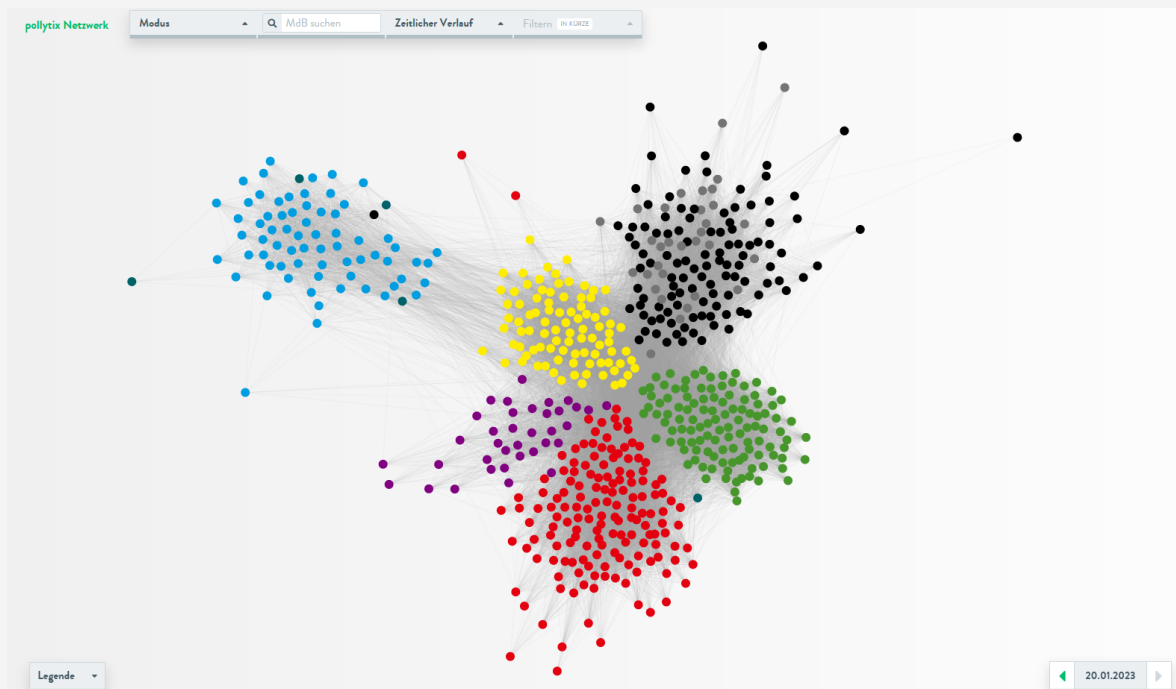 pollytix Netzwerk
Modus
MdB suchen
Zeitlicher Verlauf
Filtern IN KÜRZE
Legende
20.01.2023